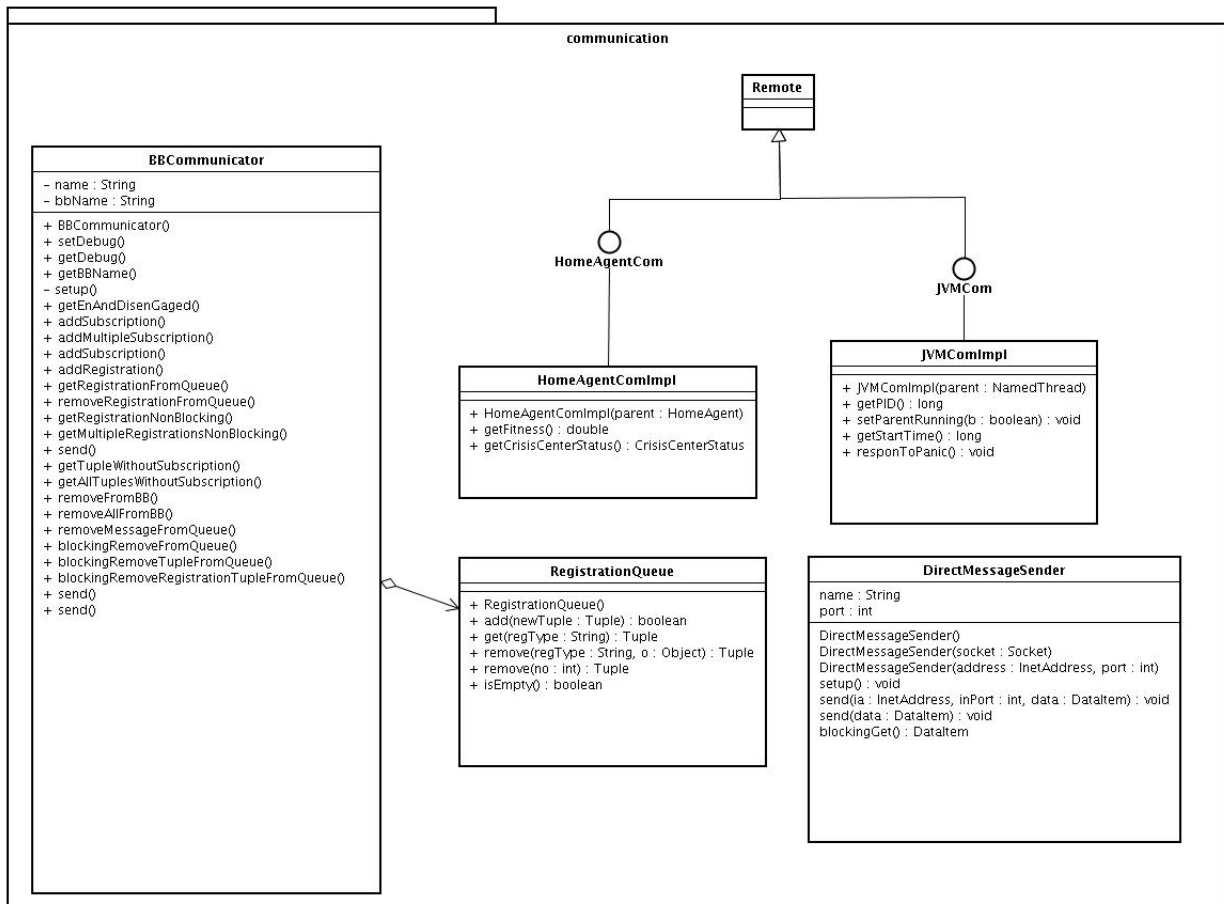 communication
Remote
BBCommunicator
- name : String
- bbName : String
+ BBCommunicator()
+ setDebug()
+ getDebug()
+ getBBName()
- setup()
+ getEnAndDisenGaged()
+ addSubscription()
+ addMultipleSubscription()
+ addSubscription()
+ addRegistration()
+ getRegistrationFromQueue()
+ removeRegistrationFromQueue()
+ getRegistrationNonBlocking()
+ getMultipleRegistrationsNonBlocking()
+ send()
+ getTupleWithoutSubscription()
+ getAllTuplesWithoutSubscription()
+ removeFromBB()
+ removeAllFromBB()
+ removeMessageFromQueue()
+ blockingRemoveFromQueue()
+ blockingRemoveTupleFromQueue()
+ blockingRemoveRegistrationTupleFromQueue()
+ send()
+ send()
HomeAgentCom
JVMCom
HomeAgentComImpl
+ HomeAgentComImpl(parent : HomeAgent)
+ getFitness() : double
+ getCrisisCenterStatus() : CrisisCenterStatus
JVMComImpl
+ JVMComImpl(parent : NamedThread)
+ getPID() : long
+ setParentRunning(b : boolean) : void
+ getStartTime() : long
+ responToPanic() : void
RegistrationQueue
+ RegistrationQueue()
+ add(newTuple : Tuple) : boolean
+ get(regType : String) : Tuple
+ remove(regType : String, o : Object) : Tuple
+ remove(no : int) : Tuple
+ isEmpty() : boolean
DirectMessageSender
name : String
port : int
DirectMessageSender()
DirectMessageSender(socket : Socket)
DirectMessageSender(address : InetAddress, port : int)
setup() : void
send(ia : InetAddress, inPort : int, data : DataItem) : void
send(data : DataItem) : void
blockingGet() : DataItem